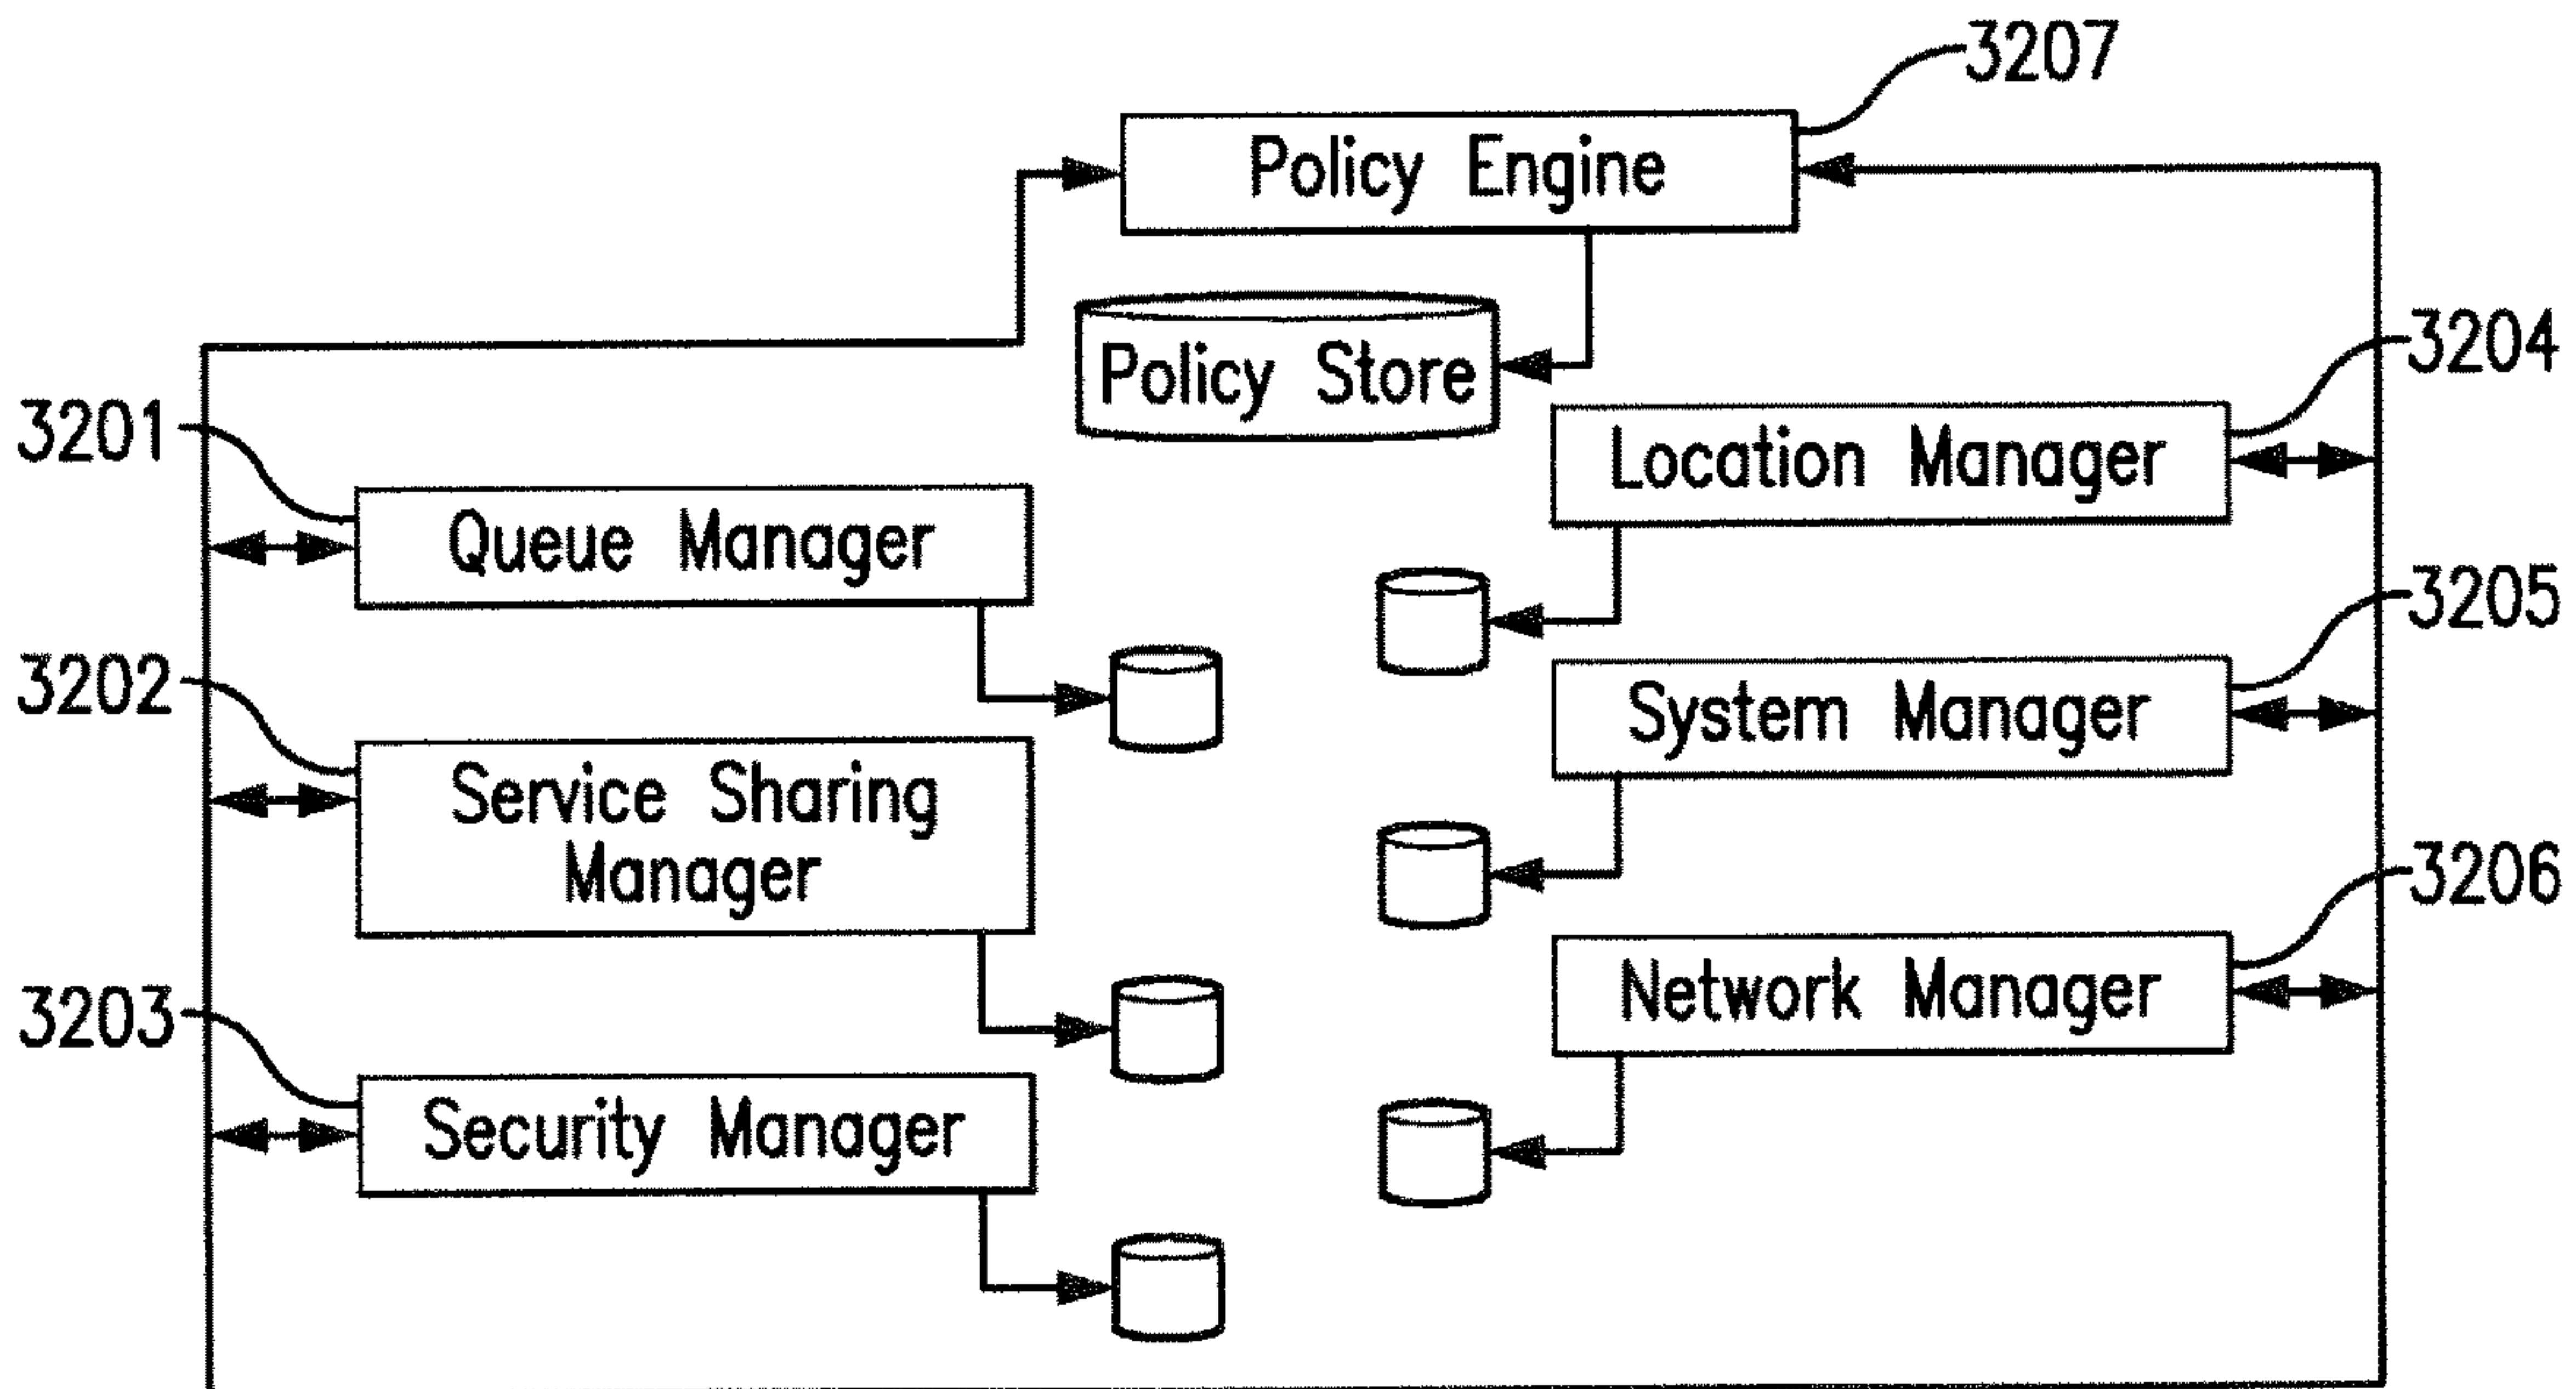 3207
Policy Engine
Policy Store
3204
Location Manager
3201
Queue Manager
3205
System Manager
3202
Service Sharing
Manager
3206
Network Manager
3203
Security Manager